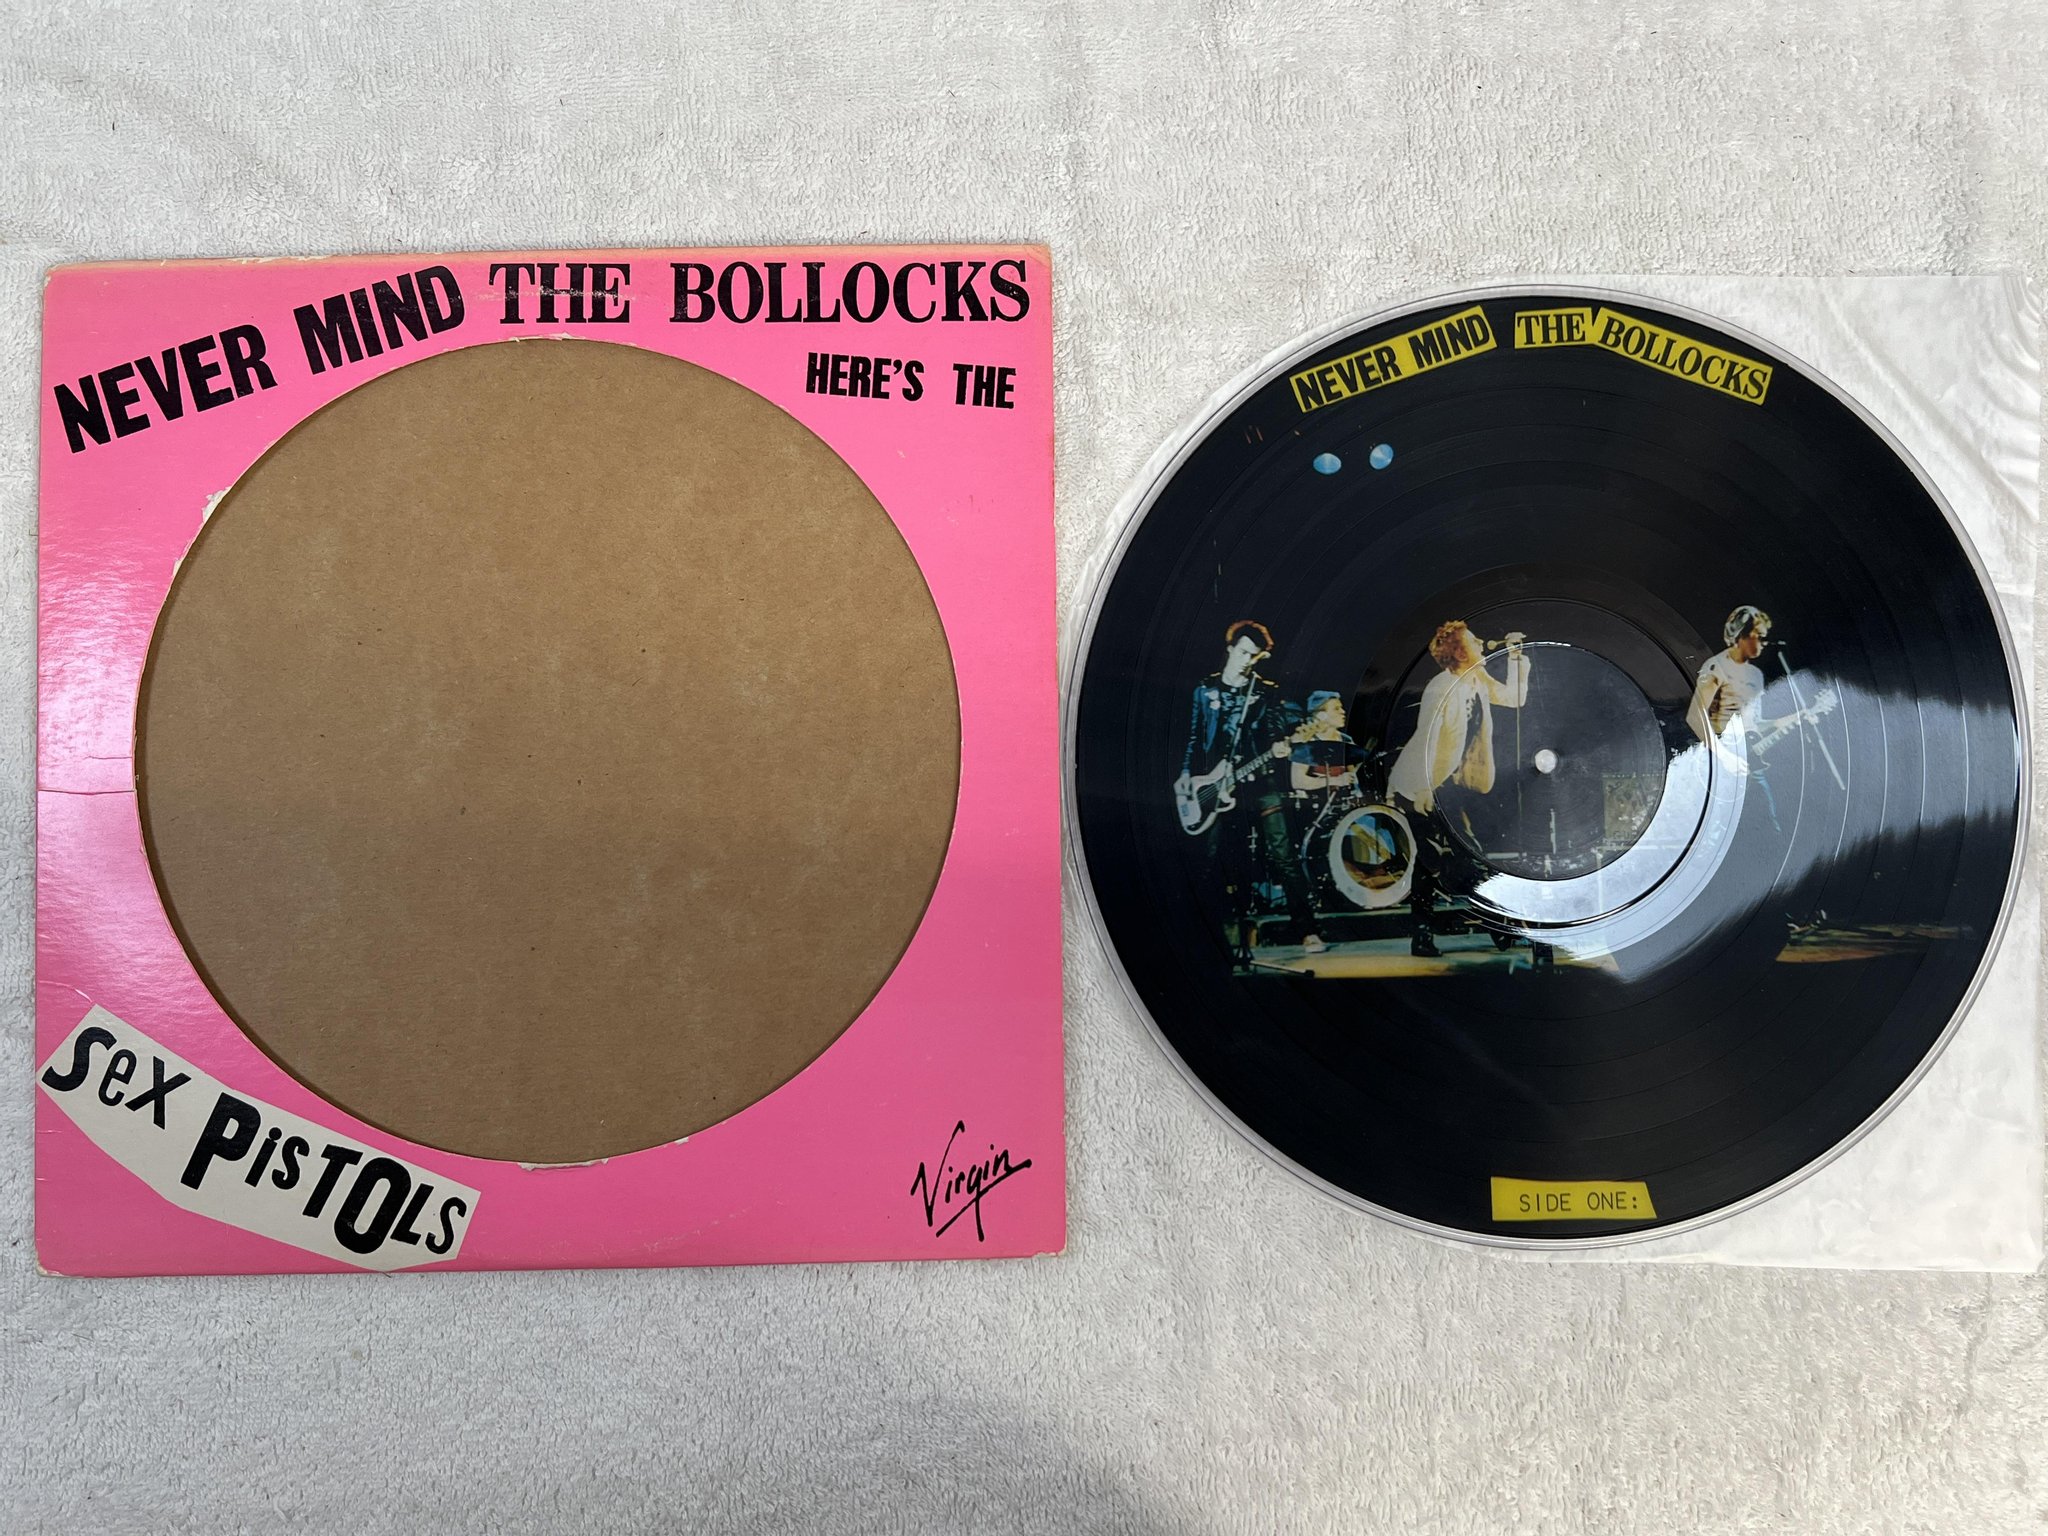 NEVER MIND THE BOLLOCKS
HERE'S THE
Sex PisTOLS
Virgin
NEVER MIND THE BOLLOCKS
SIDE ONE: